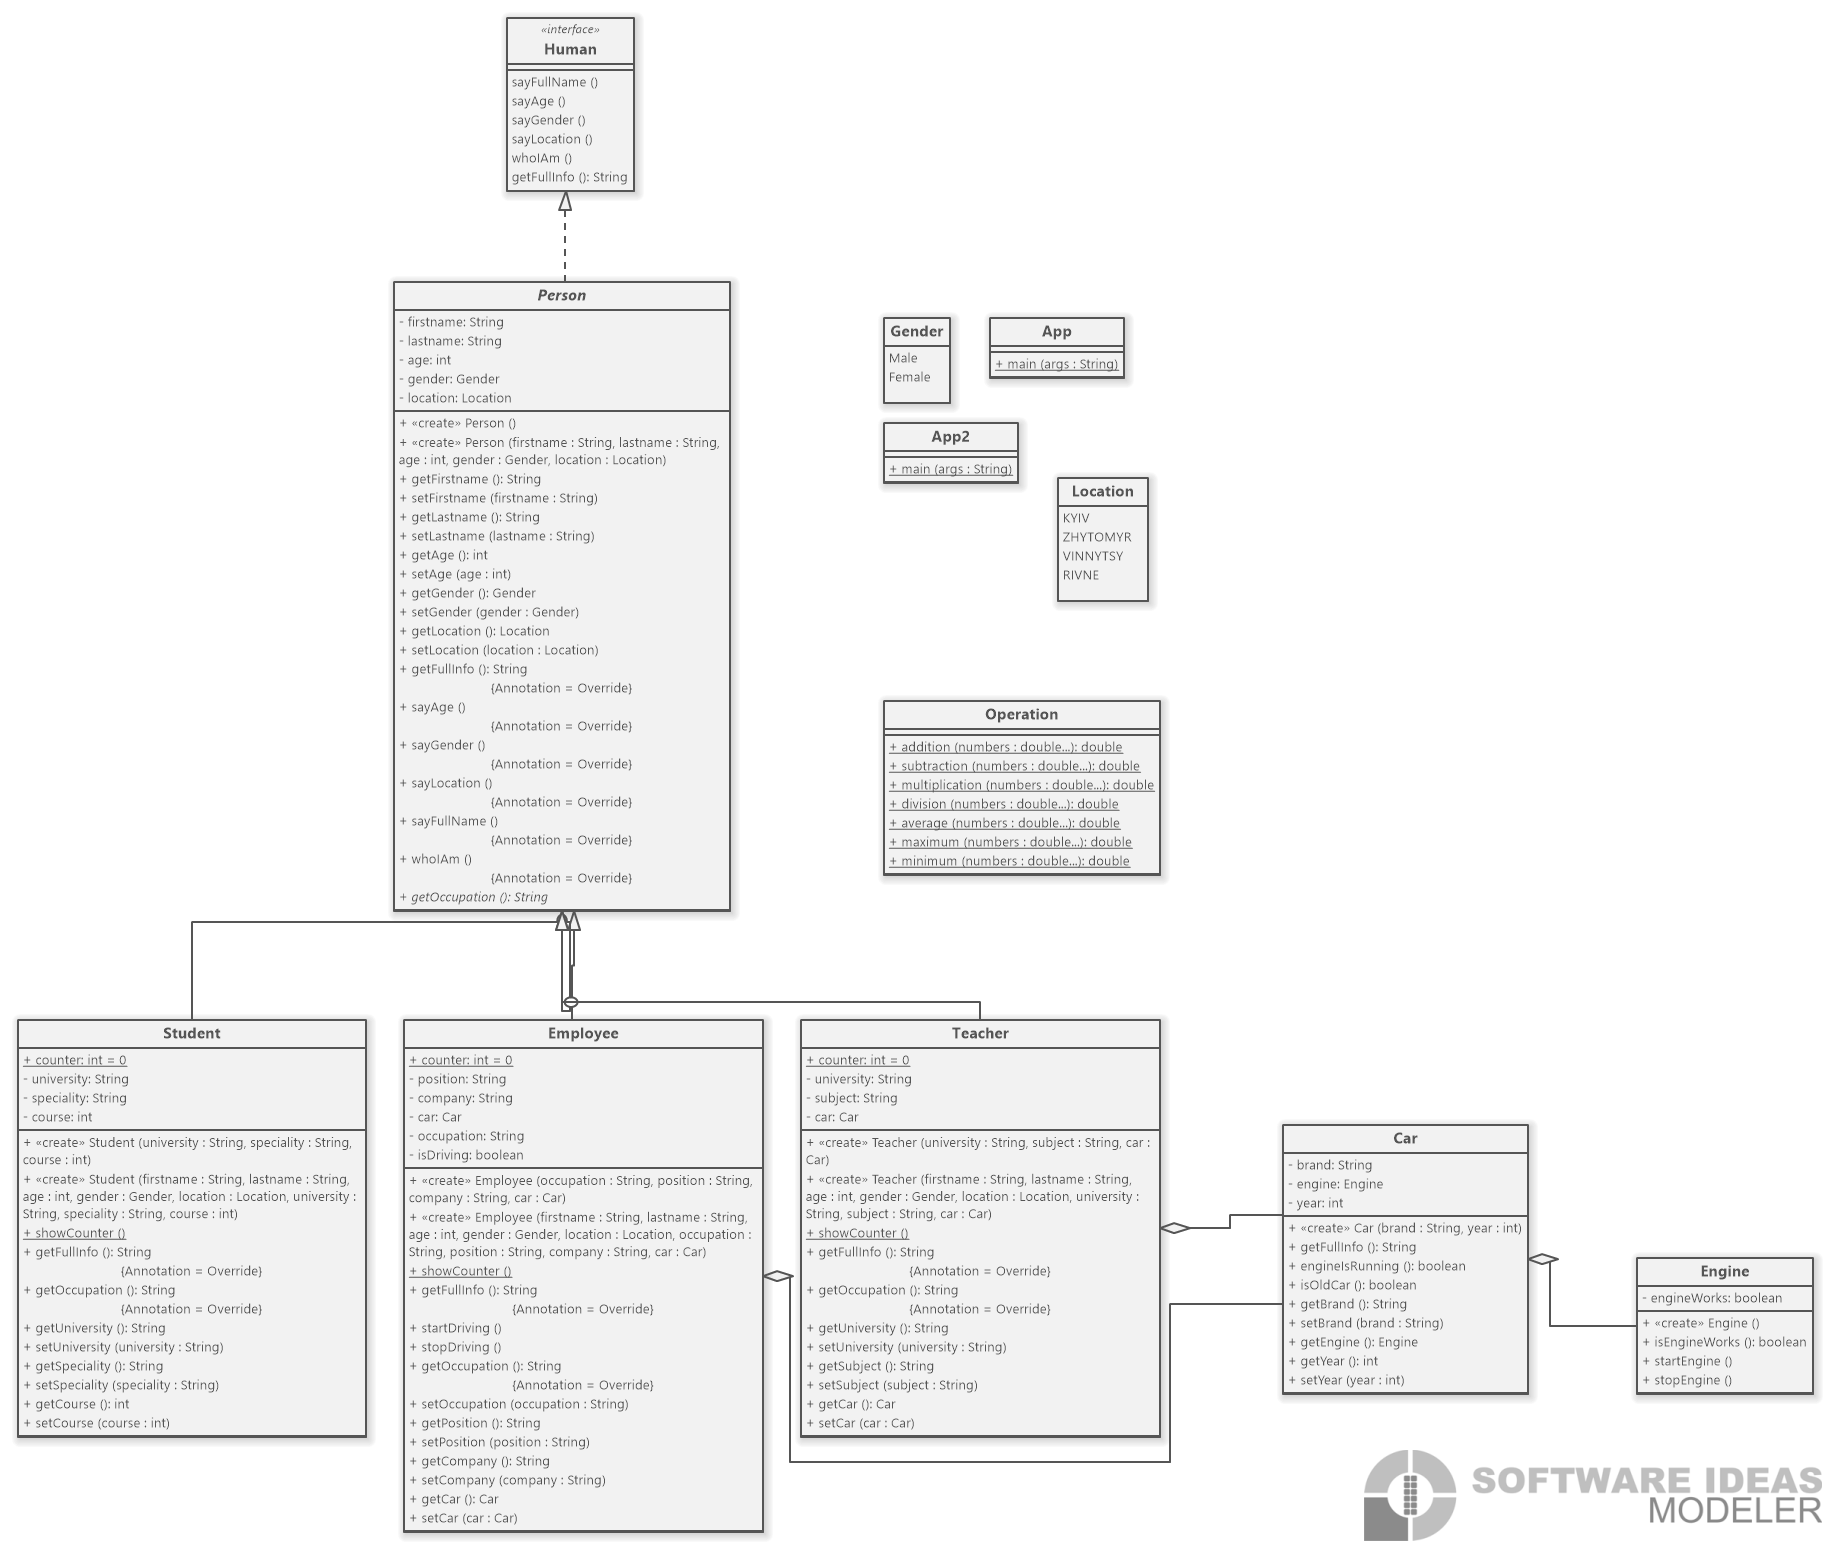 «interface»
Human
sayFullName ()
sayAge ()
sayGender ()
sayLocation ()
whoIAm ()
getFullInfo (): String
Person
- firstname: String
- lastname: String
- age: int
- gender: Gender
- location: Location
+ «create» Person ()
+ «create» Person (firstname : String, lastname : String,
age : int, gender : Gender, location : Location)
+ getFirstname (): String
+ setFirstname (firstname : String)
+ getLastname (): String
+ setLastname (lastname : String)
+ getAge (): int
+ setAge (age : int)
+ getGender (): Gender
+ setGender (gender : Gender)
+ getLocation (): Location
+ setLocation (location : Location)
+ getFullInfo (): String
{Annotation = Override}
+ sayAge ()
{Annotation = Override}
+ sayGender ()
{Annotation = Override}
+ sayLocation ()
{Annotation = Override}
+ sayFullName ()
{Annotation = Override}
+ whoIAm ()
{Annotation = Override}
+ getOccupation (): String
Gender
Male
Female
App
+ main (args : String)
App2
+ main (args : String)
Location
KYIV
ZHYTOMYR
VINNYTSY
RIVNE
Operation
+ addition (numbers : double...): double
+ subtraction (numbers : double...): double
+ multiplication (numbers : double...): double
+ division (numbers : double...): double
+ average (numbers : double...): double
+ maximum (numbers : double...): double
+ minimum (numbers : double...): double
Student
+ counter: int = 0
- university: String
- speciality: String
- course: int
+ «create» Student (university : String, speciality : String,
course : int)
+ «create» Student (firstname : String, lastname : String,
age : int, gender : Gender, location : Location, university :
String, speciality : String, course : int)
+ showCounter ()
+ getFullInfo (): String
{Annotation = Override}
+ getOccupation (): String
{Annotation = Override}
+ getUniversity (): String
+ setUniversity (university : String)
+ getSpeciality (): String
+ setSpeciality (speciality : String)
+ getCourse (): int
+ setCourse (course : int)
Employee
+ counter: int = 0
- position: String
- company: String
- car: Car
- occupation: String
- isDriving: boolean
+ «create» Employee (occupation : String, position : String,
company : String, car : Car)
+ «create» Employee (firstname : String, lastname : String,
age : int, gender : Gender, location : Location, occupation :
String, position : String, company : String, car : Car)
+ showCounter ()
+ getFullInfo (): String
{Annotation = Override}
+ startDriving ()
+ stopDriving ()
+ getOccupation (): String
{Annotation = Override}
+ setOccupation (occupation : String)
+ getPosition (): String
+ setPosition (position : String)
+ getCompany (): String
+ setCompany (company : String)
+ getCar (): Car
+ setCar (car : Car)
Teacher
+ counter: int = 0
- university: String
- subject: String
- car: Car
+ «create» Teacher (university : String, subject : String, car :
Car)
+ «create» Teacher (firstname : String, lastname : String,
age : int, gender : Gender, location : Location, university :
String, subject : String, car : Car)
+ showCounter ()
+ getFullInfo (): String
{Annotation = Override}
+ getOccupation (): String
{Annotation = Override}
+ getUniversity (): String
+ setUniversity (university : String)
+ getSubject (): String
+ setSubject (subject : String)
+ getCar (): Car
+ setCar (car : Car)
Car
- brand: String
- engine: Engine
- year: int
+ «create» Car (brand : String, year : int)
+ getFullInfo (): String
+ engineIsRunning (): boolean
+ isOldCar (): boolean
+ getBrand (): String
+ setBrand (brand : String)
+ getEngine (): Engine
+ getYear (): int
+ setYear (year : int)
Engine
- engineWorks: boolean
+ «create» Engine ()
+ isEngineWorks (): boolean
+ startEngine ()
+ stopEngine ()
SOFTWARE IDEAS
MODELER